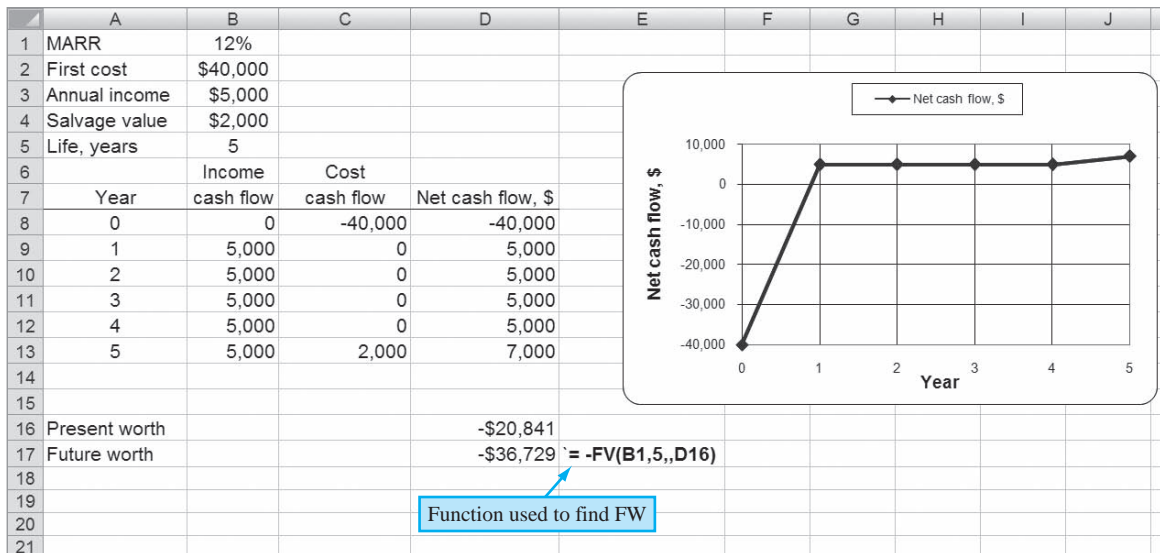 A B C D E F G H I J
1 MARR 12%
2 First cost $40,000
3 Annual income $5,000
4 Salvage value $2,000
5 Life, years 5
6 Income Cost
7 Year cash flow cash flow Net cash flow, $
8 0 0 -40,000 -40,000
9 1 5,000 0 5,000
10 2 5,000 0 5,000
11 3 5,000 0 5,000
12 4 5,000 0 5,000
13 5 5,000 2,000 7,000
14
15
16 Present worth -$20,841
17 Future worth -$36,729 `= -FV(B1,5,,D16)
18
19
20
21
Function used to find FW
Net cash flow, $
Net cash flow, $
10,000
0
-10,000
-20,000
-30,000
-40,000
0 1 2 3 4 5
Year